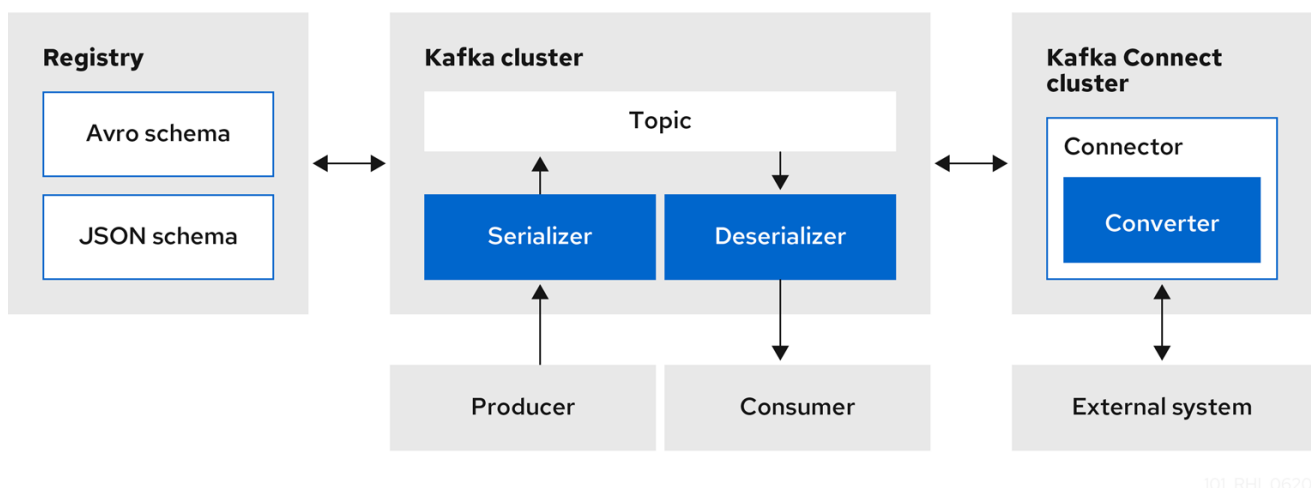 Registry
Avro schema
JSON schema
Kafka cluster
Topic
Serializer
Deserializer
Producer
Consumer
Kafka Connect
cluster
Connector
Converter
External system
101_RHI_0620